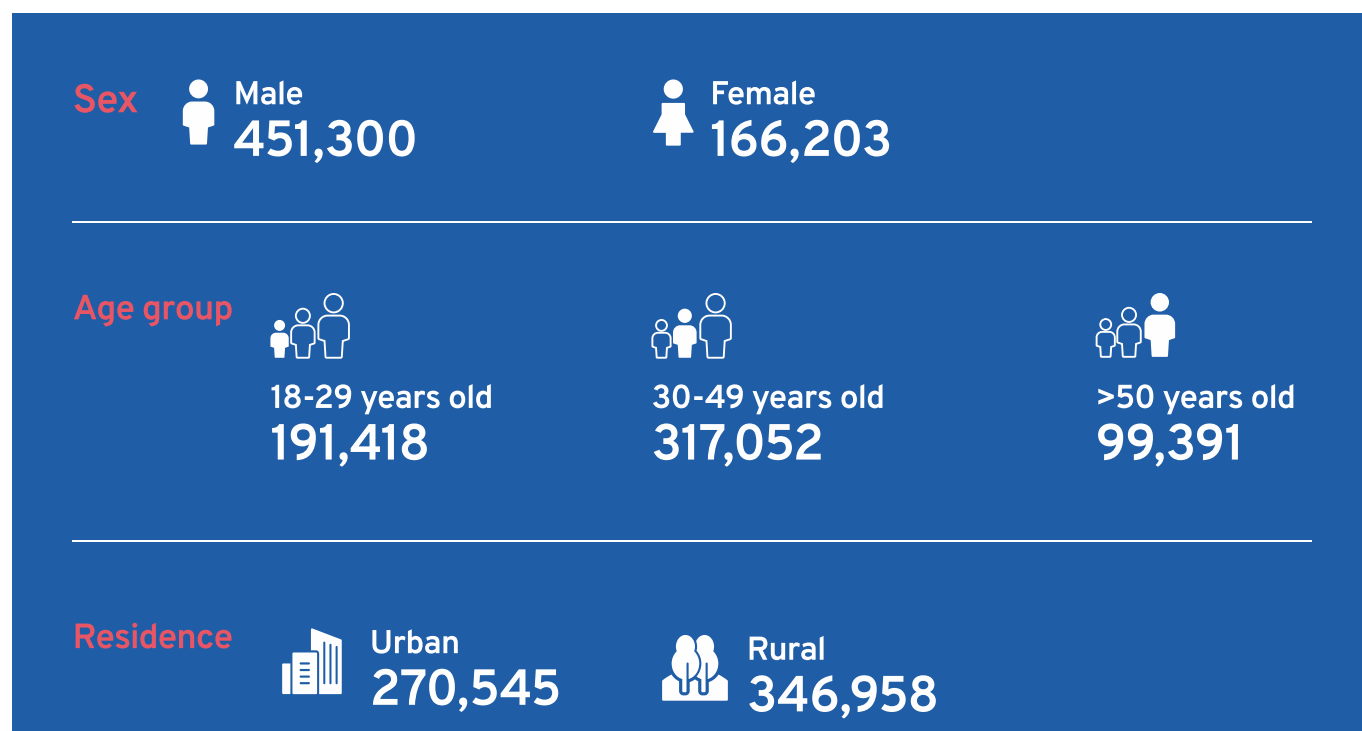 Sex
Male
451,300
Female
166,203
Age group
18-29 years old
191,418
30-49 years old
317,052
>50 years old
99,391
Residence
Urban
270,545
Rural
346,958